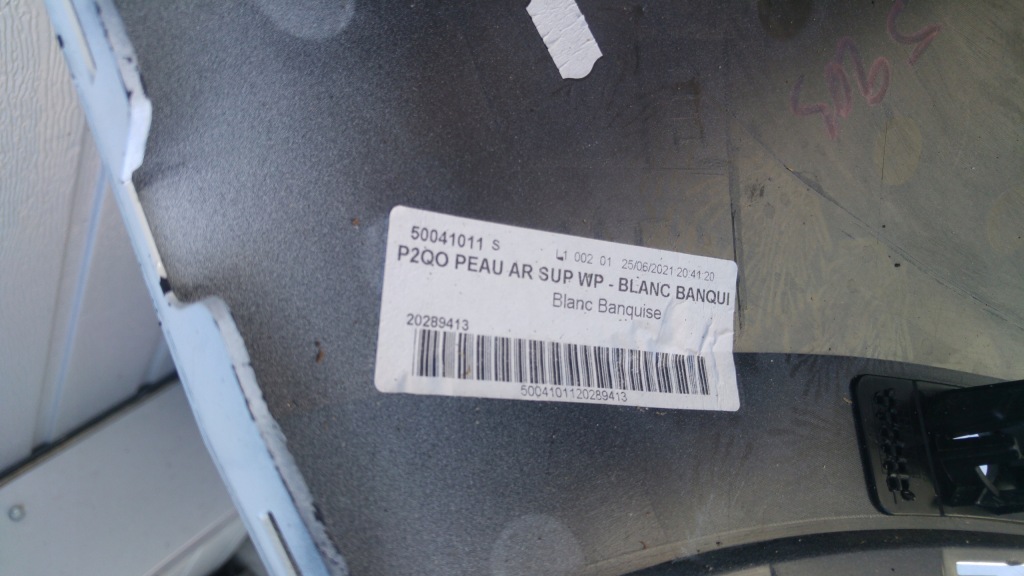 50041011 S L1 002 01 25/06/2021 20:41:20
P2QO PEAU AR SUP WP - BLANC BANQUI
Blanc Banquise
20289413
5004101120289413